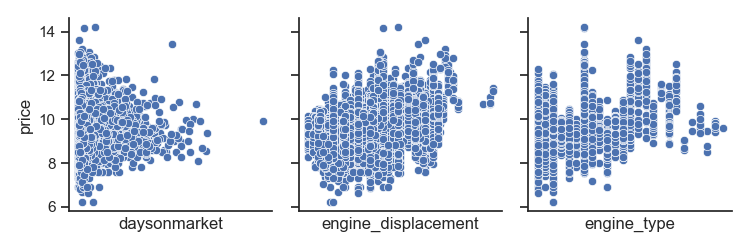 14
12
10
8
6
price
daysonmarket
engine_displacement
engine_type